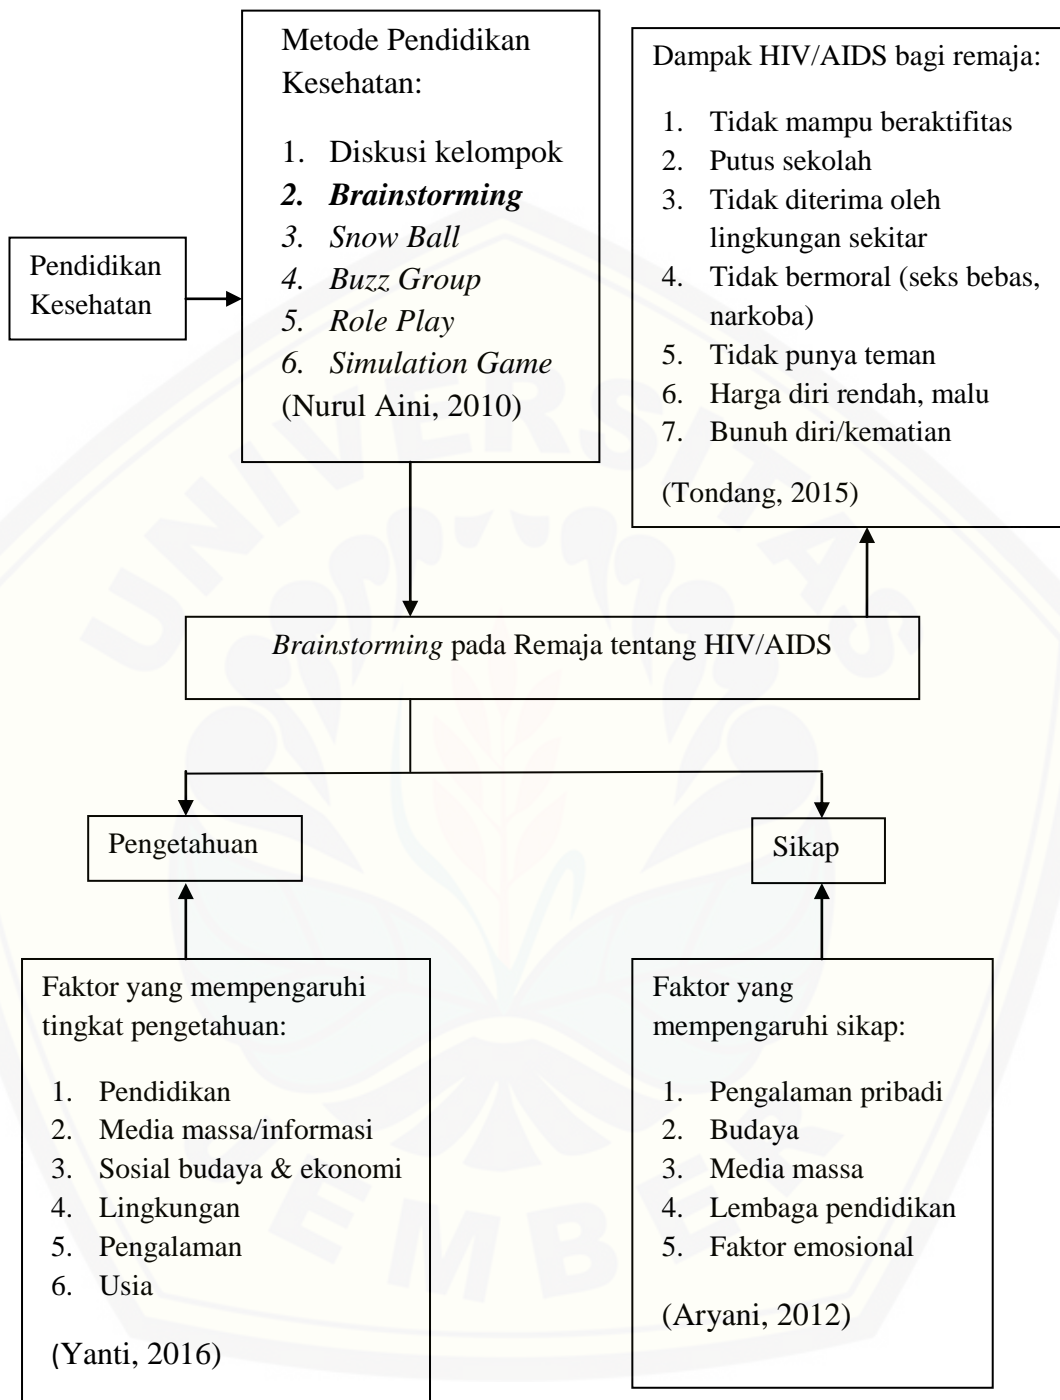 Metode Pendidikan
Kesehatan:
1. Diskusi kelompok
2. Brainstorming
3. Snow Ball
4. Buzz Group
5. Role Play
6. Simulation Game
(Nurul Aini, 2010)
Dampak HIV/AIDS bagi remaja:
1. Tidak mampu beraktifitas
2. Putus sekolah
3. Tidak diterima oleh
lingkungan sekitar
4. Tidak bermoral (seks bebas,
narkoba)
5. Tidak punya teman
6. Harga diri rendah, malu
7. Bunuh diri/kematian
(Tondang, 2015)
Pendidikan
Kesehatan
Brainstorming pada Remaja tentang HIV/AIDS
Pengetahuan
Sikap
Faktor yang mempengaruhi
tingkat pengetahuan:
1. Pendidikan
2. Media massa/informasi
3. Sosial budaya & ekonomi
4. Lingkungan
5. Pengalaman
6. Usia
(Yanti, 2016)
Faktor yang
mempengaruhi sikap:
1. Pengalaman pribadi
2. Budaya
3. Media massa
4. Lembaga pendidikan
5. Faktor emosional
(Aryani, 2012)
UNIVERSITAS
JEMBER